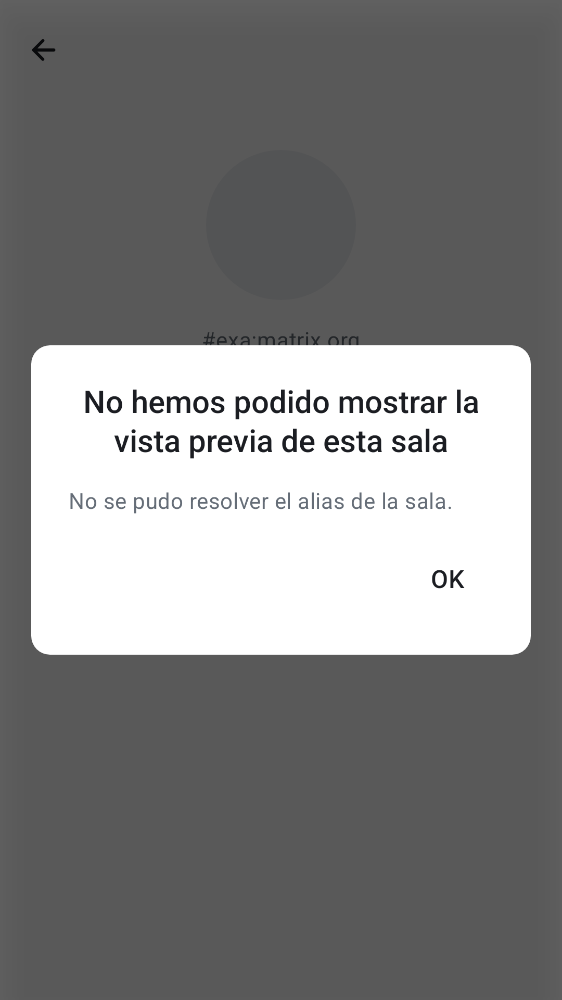 #exa:matrix.org
No hemos podido mostrar la
vista previa de esta sala
No se pudo resolver el alias de la sala.
OK